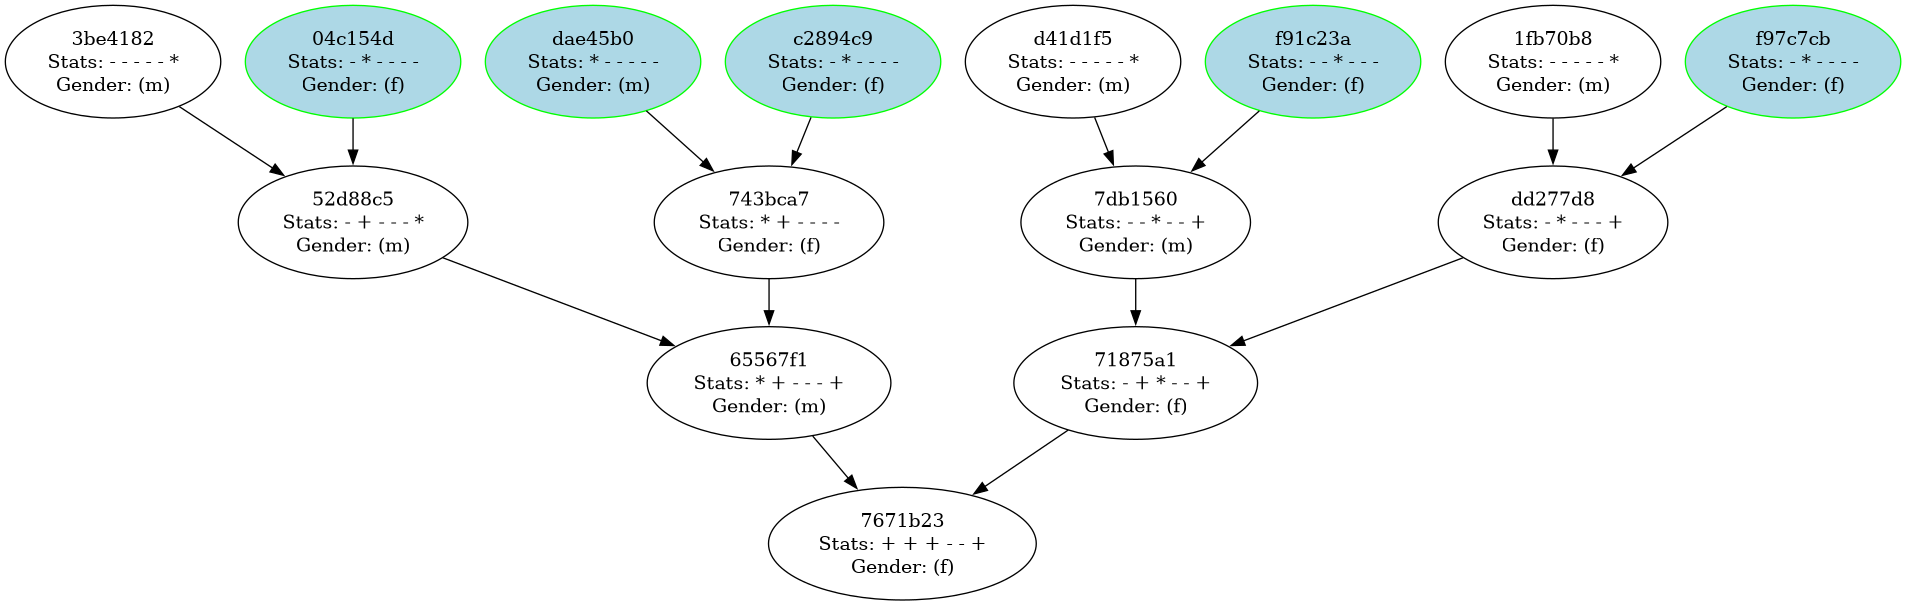 3be4182
Stats: - - - - - *
Gender: (m)
04c154d
Stats: - * - - - -
Gender: (f)
dae45b0
Stats: * - - - - -
Gender: (m)
c2894c9
Stats: - * - - - -
Gender: (f)
d41d1f5
Stats: - - - - - *
Gender: (m)
f91c23a
Stats: - - * - - -
Gender: (f)
1fb70b8
Stats: - - - - - *
Gender: (m)
f97c7cb
Stats: - * - - - -
Gender: (f)
52d88c5
Stats: - + - - - *
Gender: (m)
743bca7
Stats: * + - - - -
Gender: (f)
7db1560
Stats: - - * - - +
Gender: (m)
dd277d8
Stats: - * - - - +
Gender: (f)
65567f1
Stats: * + - - - +
Gender: (m)
71875a1
Stats: - + * - - +
Gender: (f)
7671b23
Stats: + + + - - +
Gender: (f)